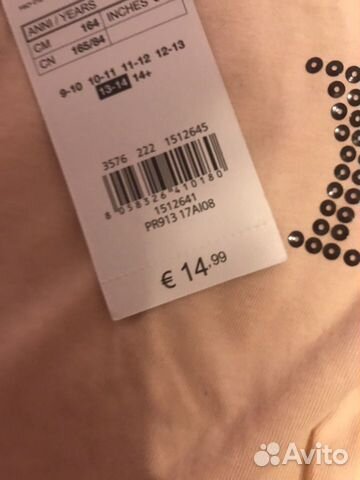 ANNI / YEARS
CM 164 INCHES
CN 165/84
9-10 10-11 11-12 12-13
13-14 14+
3576 222 1512645
8 058326 410180
1512641
PR913 17AI08
€ 14.99
Avito